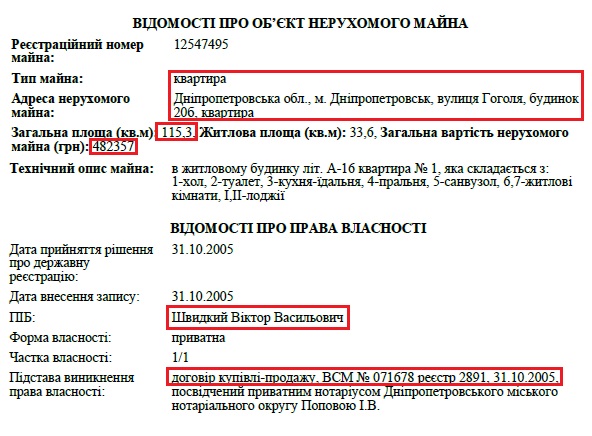 ВІДОМОСТІ ПРО ОБ’ЄКТ НЕРУХОМОГО МАЙНА
Реєстраційний номер майна: 12547495
Тип майна: квартира
Адреса нерухомого майна: Дніпропетровська обл., м. Дніпропетровськ, вулиця Гоголя, будинок 20б, квартира
Загальна площа (кв.м): 115,3, Житлова площа (кв.м): 33,6, Загальна вартість нерухомого
майна (грн): 482357
Технічний опис майна: в житловому будинку літ. А-16 квартира № 1, яка складається з:
1-хол, 2-туалет, 3-кухня-їдальня, 4-пральня, 5-санвузол, 6,7-житлові
кімнати, І,ІІ-лоджії
ВІДОМОСТІ ПРО ПРАВА ВЛАСНОСТІ
Дата прийняття рішення про державну реєстрацію: 31.10.2005
Дата внесення запису: 31.10.2005
ПІБ: Швидкий Віктор Васильович
Форма власності: приватна
Частка власності: 1/1
Підстава виникнення права власності: договір купівлі-продажу, ВСМ № 071678 реєстр 2891, 31.10.2005,
посвідчений приватним нотаріусом Дніпропетровського міського
нотаріального округу Поповою І.В.